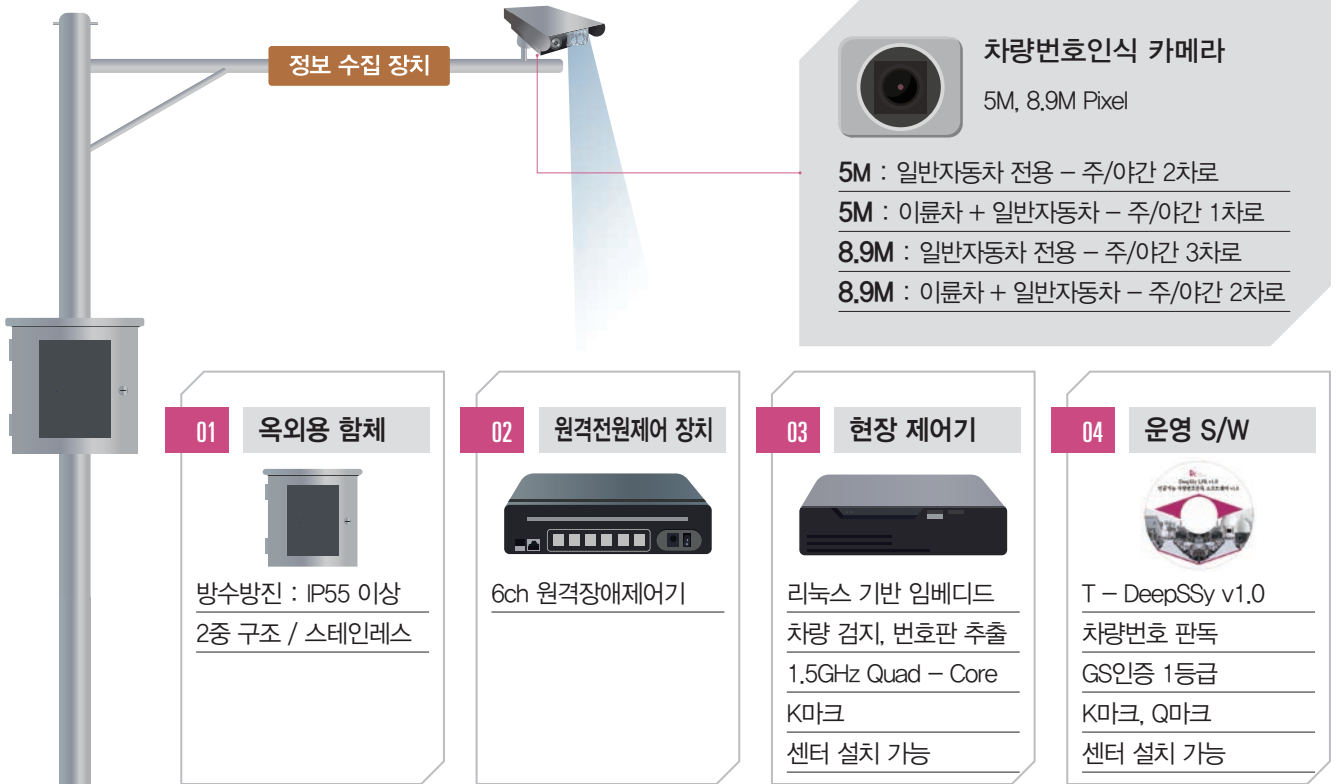 정보 수집 장치
차량번호인식 카메라
5M, 8.9M Pixel
5M : 일반자동차 전용 – 주/야간 2차로
5M : 이륜차 + 일반자동차 – 주/야간 1차로
8.9M : 일반자동차 전용 – 주/야간 3차로
8.9M : 이륜차 + 일반자동차 – 주/야간 2차로
01 옥외용 함체
방수방진 : IP55 이상
2중 구조 / 스테인레스
02 원격전원제어 장치
6ch 원격장애제어기
03 현장 제어기
리눅스 기반 임베디드
차량 검지, 번호판 추출
1.5GHz Quad – Core
K마크
센터 설치 가능
04 운영 S/W
DeepSSy LPR v1.0
T – DeepSSy v1.0
차량번호 판독
GS인증 1등급
K마크, Q마크
센터 설치 가능